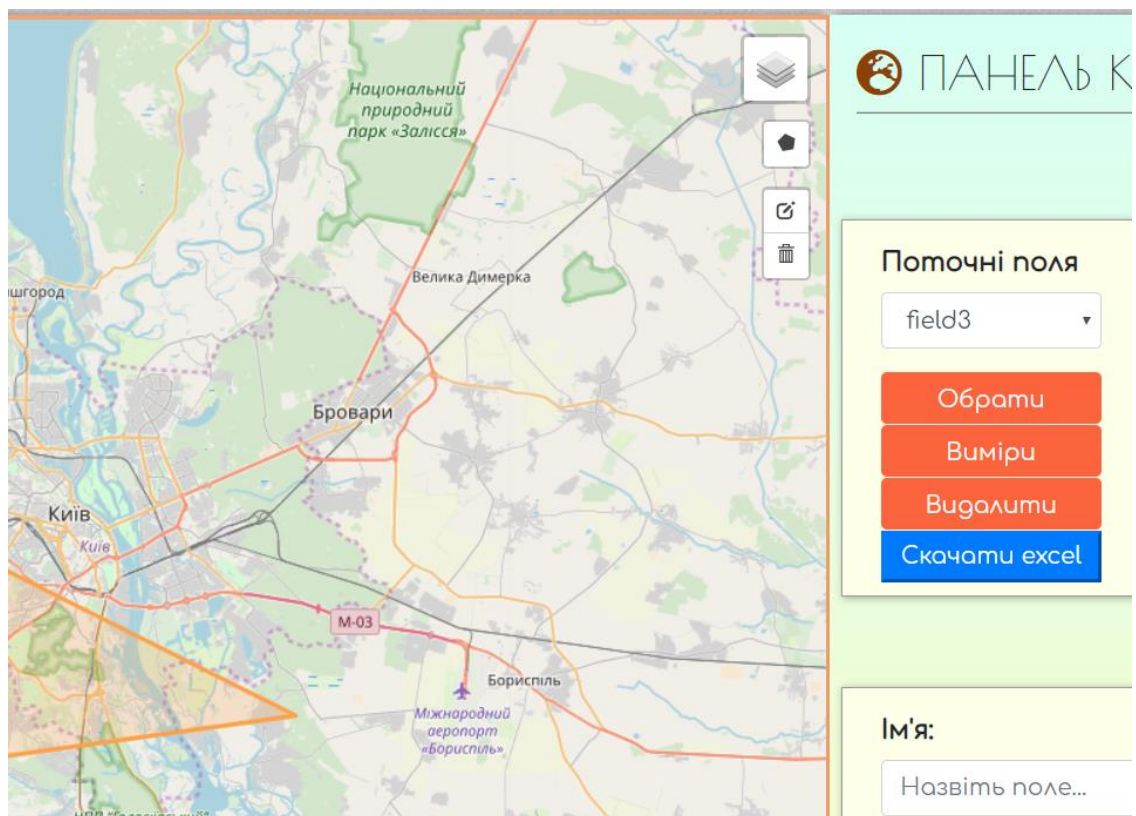 Національний
природний
парк «Залісся»
Велика Димерка
Бровари
Київ
Київ
М-03
Бориспіль
Міжнародний
аеропорт
«Бориспіль»
ПАНЕЛЬ К
Поточні поля
field3
Обрати
Виміри
Видалити
Скачати excel
Ім'я:
Назвіть поле...